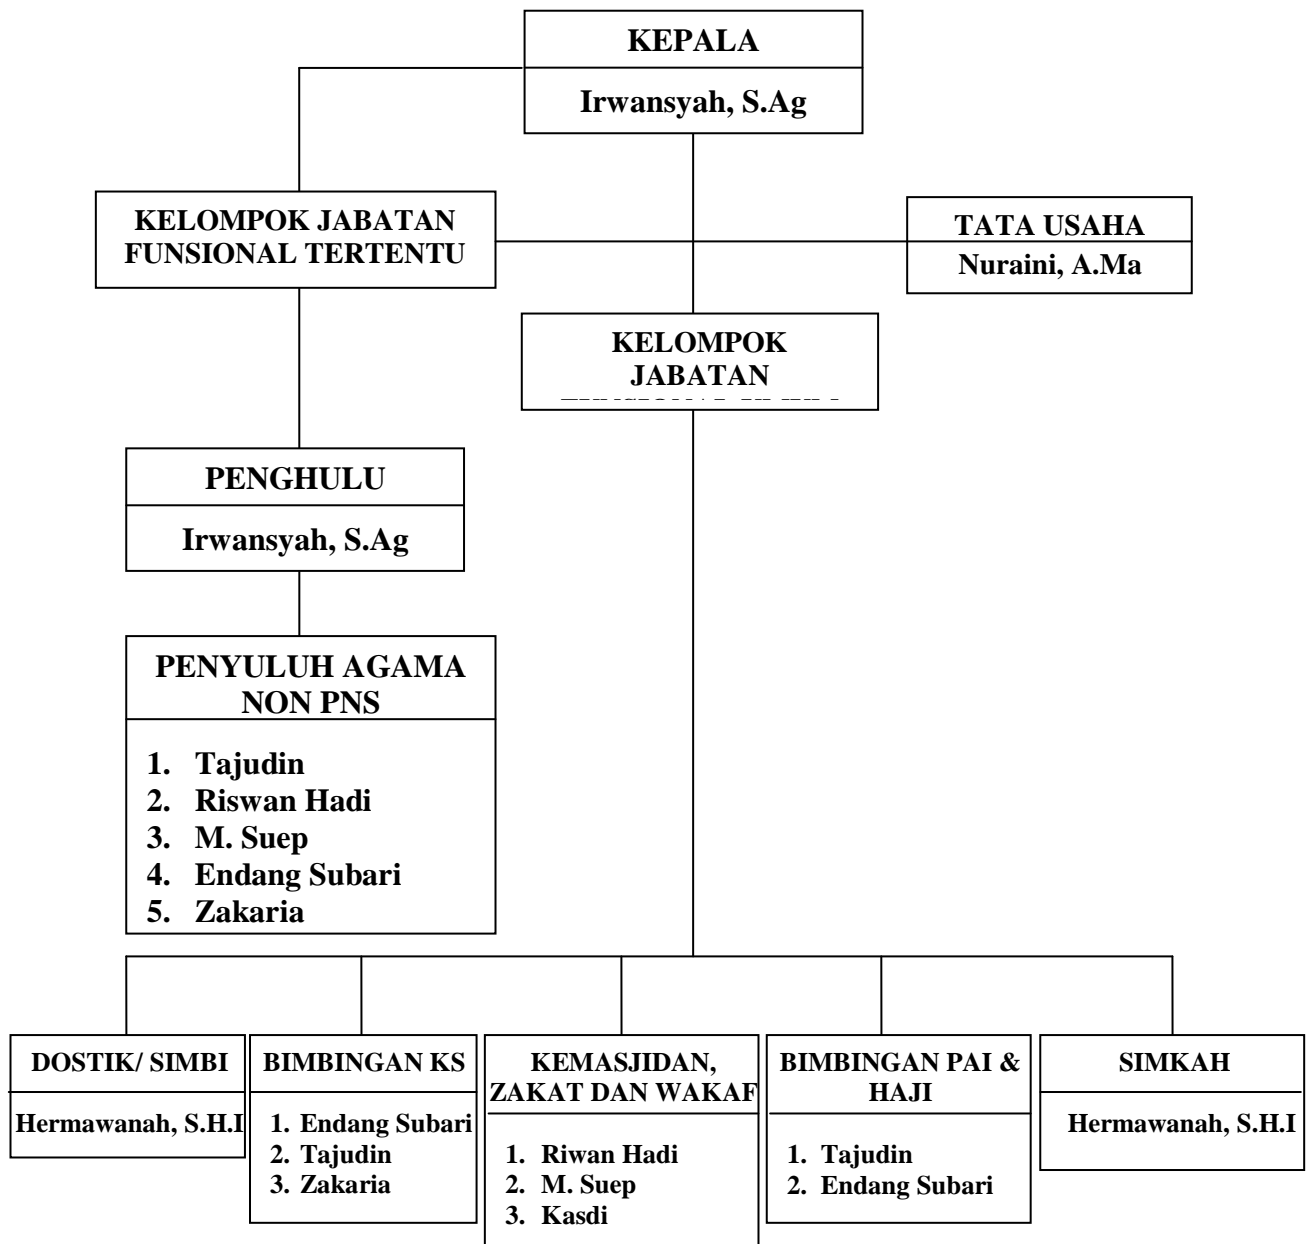 KEPALA
Irwansyah, S.Ag
KELOMPOK JABATAN
FUNSIONAL TERTENTU
TATA USAHA
Nuraini, A.Ma
KELOMPOK
JABATAN
PENGHULU
Irwansyah, S.Ag
PENYULUH AGAMA
NON PNS
1. Tajudin
2. Riswan Hadi
3. M. Suep
4. Endang Subari
5. Zakaria
DOSTIK/ SIMBI
Hermawanah, S.H.I
BIMBINGAN KS
1. Endang Subari
2. Tajudin
3. Zakaria
KEMASJIDAN,
ZAKAT DAN WAKAF
1. Riwan Hadi
2. M. Suep
3. Kasdi
BIMBINGAN PAI &
HAJI
1. Tajudin
2. Endang Subari
SIMKAH
Hermawanah, S.H.I